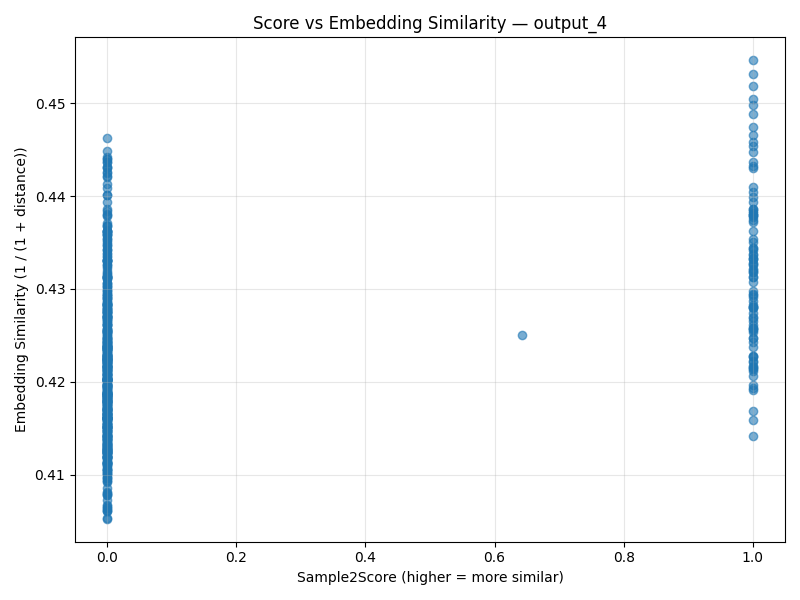 Score vs Embedding Similarity — output_4
Embedding Similarity (1 / (1 + distance))
0.45
0.44
0.43
0.42
0.41
0.0 0.2 0.4 0.6 0.8 1.0
Sample2Score (higher = more similar)